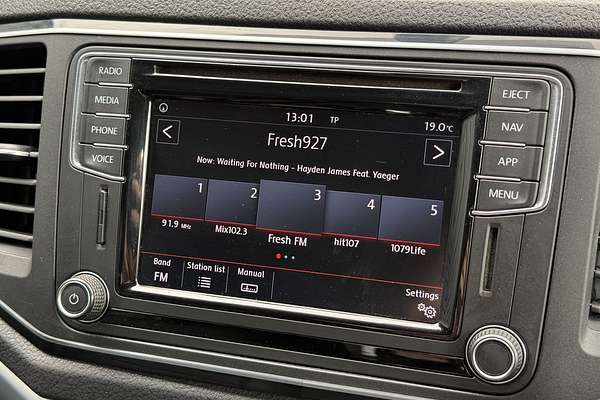 RADIO
MEDIA
PHONE
VOICE
EJECT
NAV
APP
MENU
13:01 TP 19.0°C
< Fresh927 >
Now: Waiting For Nothing - Hayden James Feat. Yaeger
1 2 3 4 5
91.9 MHz Mix102.3 Fresh FM hit107 1079Life
Band Station list Manual
FM
Settings